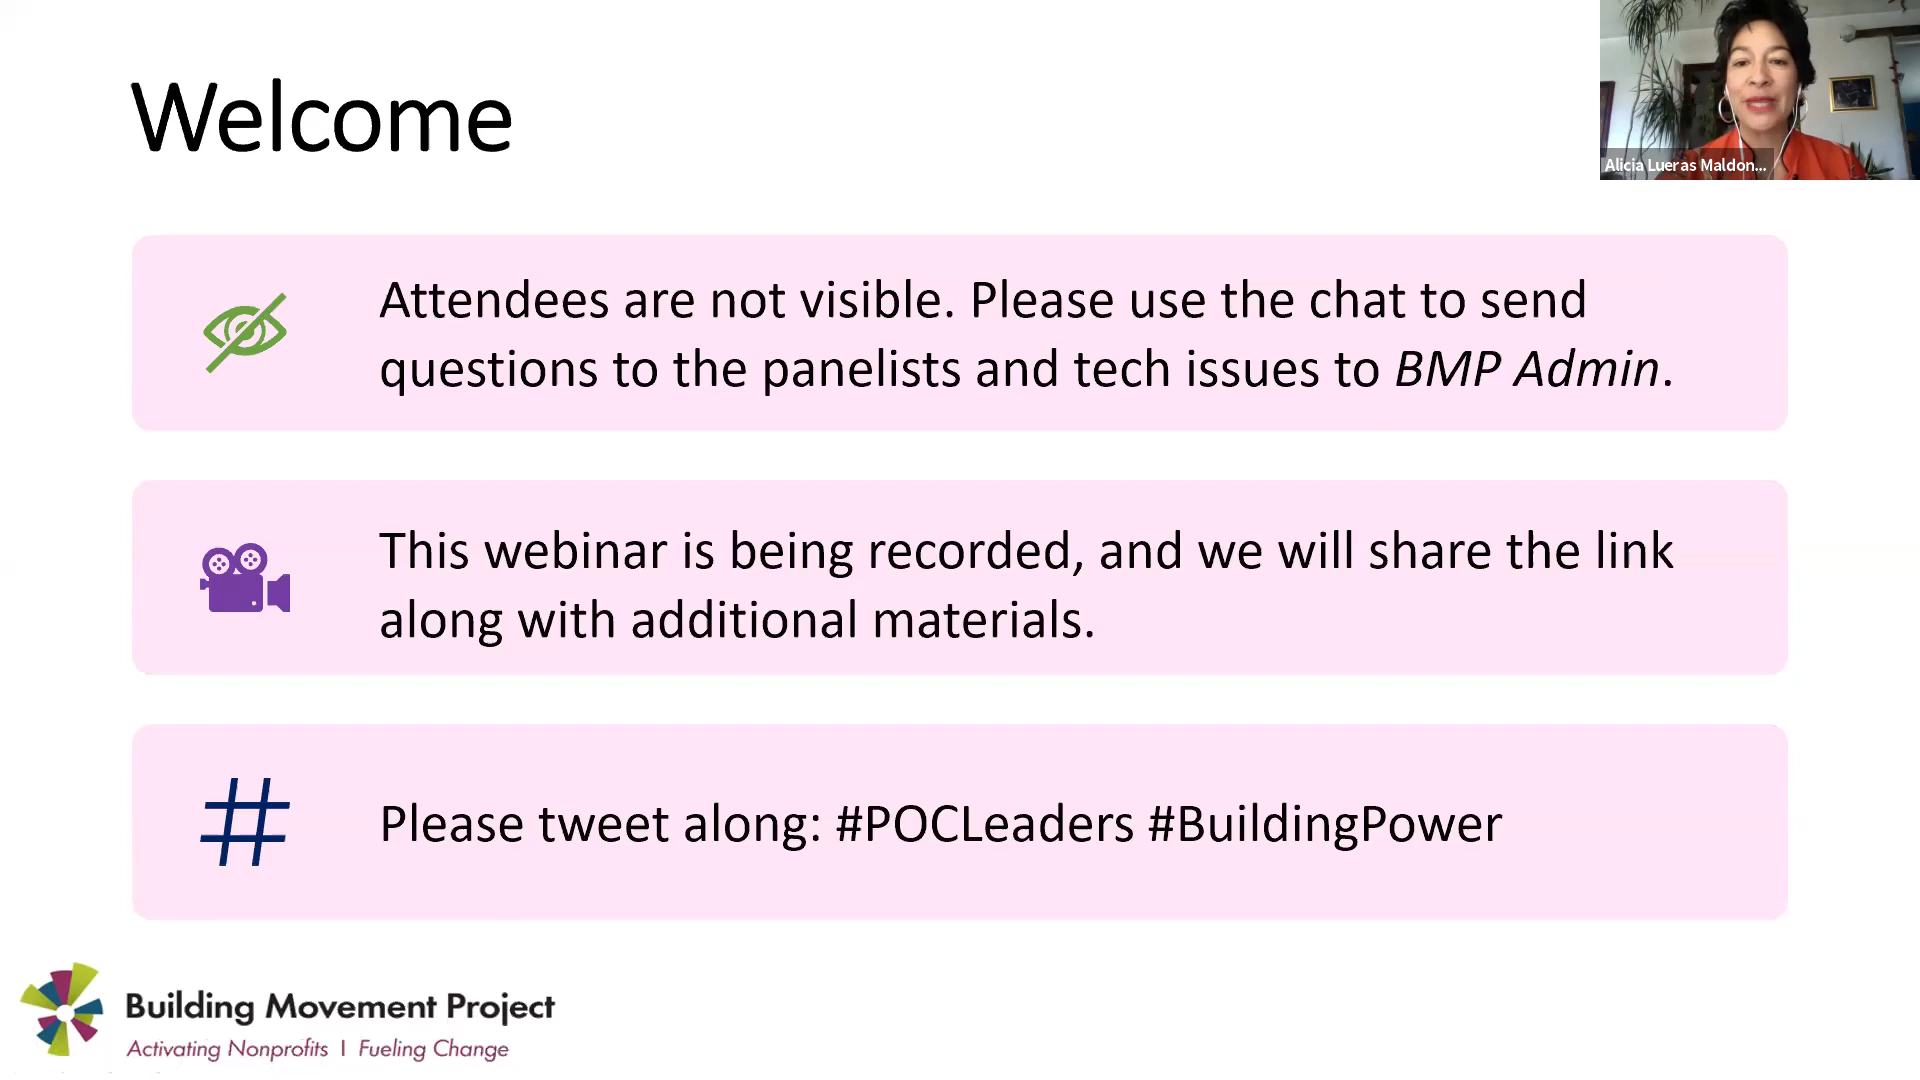 Welcome
Alicia Lueras Maldon...
Attendees are not visible. Please use the chat to send
questions to the panelists and tech issues to BMP Admin.
This webinar is being recorded, and we will share the link
along with additional materials.
#
Please tweet along: #POCLeaders #BuildingPower
Building Movement Project
Activating Nonprofits | Fueling Change